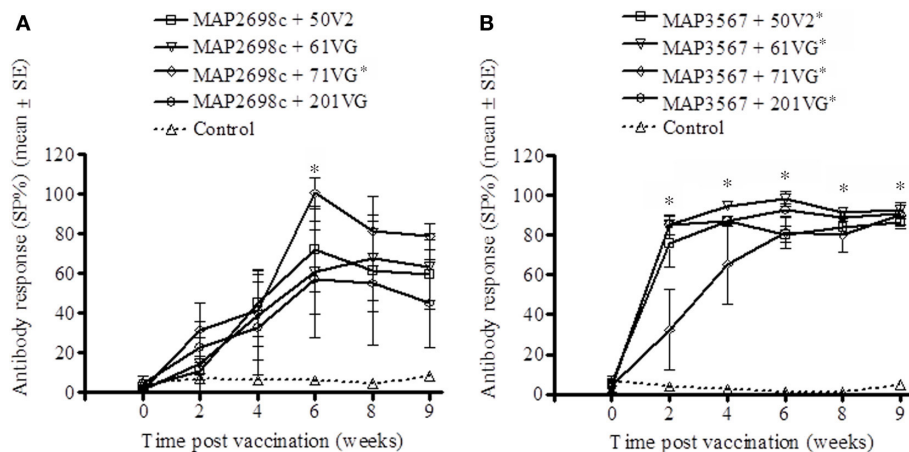 A
MAP2698c + 50V2
MAP2698c + 61VG
MAP2698c + 71VG*
MAP2698c + 201VG
Control
Antibody response (SP%) (mean ± SE)
120
100
80
60
40
20
0
*
0 2 4 6 8 9
Time post vaccination (weeks)
B
MAP3567 + 50V2*
MAP3567 + 61VG*
MAP3567 + 71VG*
MAP3567 + 201VG*
Control
Antibody response (SP%) (mean ± SE)
120
100
80
60
40
20
0
* * * * *
0 2 4 6 8 9
Time post vaccination (weeks)